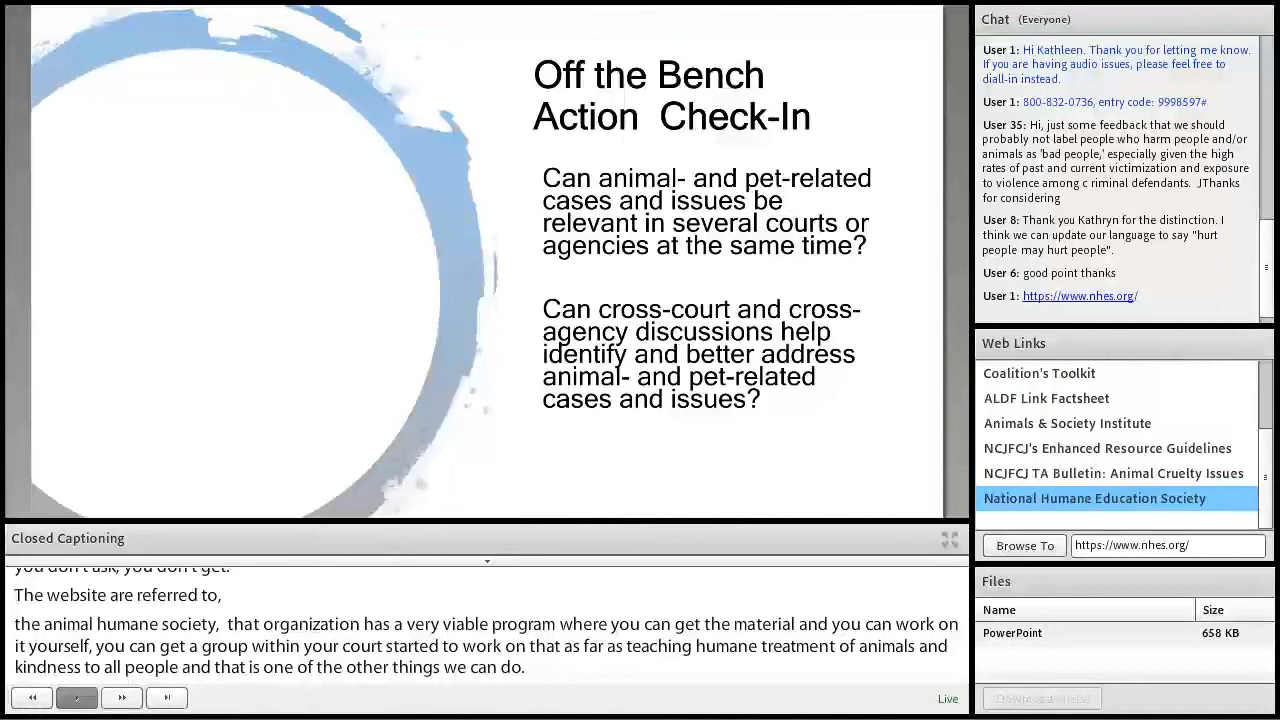 Off the Bench
Action  Check-In
Can animal- and pet-related
cases and issues be
relevant in several courts or
agencies at the same time?
Can cross-court and cross-
agency discussions help
identify and better address
animal- and pet-related
cases and issues?
Closed Captioning
you don't ask, you don't get.
The website are referred to,
the animal humane society,  that organization has a very viable program where you can get the material and you can work on
it yourself, you can get a group within your court started to work on that as far as teaching humane treatment of animals and
kindness to all people and that is one of the other things we can do.
Live
Chat (Everyone)
User 1: Hi Kathleen. Thank you for letting me know.
If you are having audio issues, please feel free to
diall-in instead.
User 1: 800-832-0736, entry code: 9998597#
User 35: Hi, just some feedback that we should
probably not label people who harm people and/or
animals as 'bad people,' especially given the high
rates of past and current victimization and exposure
to violence among c riminal defendants.  JThanks
for considering
User 8: Thank you Kathryn for the distinction. I
think we can update our language to say "hurt
people may hurt people".
User 6: good point thanks
User 1: https://www.nhes.org/
Web Links
Coalition's Toolkit
ALDF Link Factsheet
Animals & Society Institute
NCJFCJ's Enhanced Resource Guidelines
NCJFCJ TA Bulletin: Animal Cruelty Issues
National Humane Education Society
Browse To https://www.nhes.org/
Files
Name Size
PowerPoint 658 KB